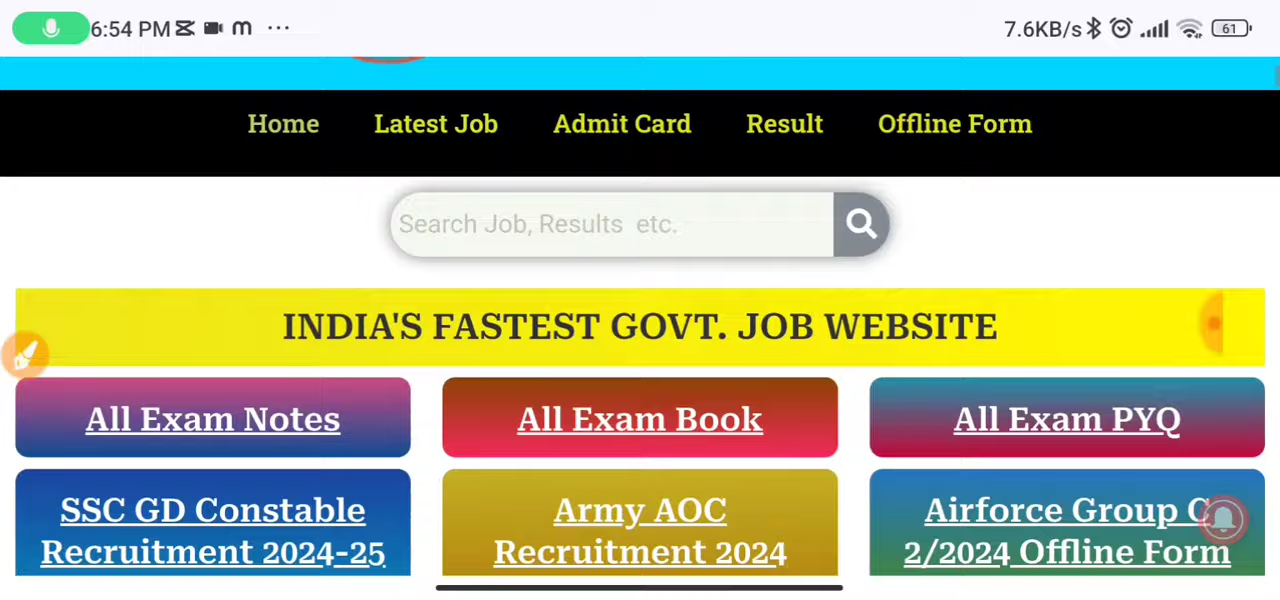 6:54 PM m ...
7.6KB/s 61
Home Latest Job Admit Card Result Offline Form
Search Job, Results etc.
INDIA'S FASTEST GOVT. JOB WEBSITE
All Exam Notes All Exam Book All Exam PYQ
SSC GD Constable Army AOC Airforce Group C
Recruitment 2024-25 Recruitment 2024 2/2024 Offline Form